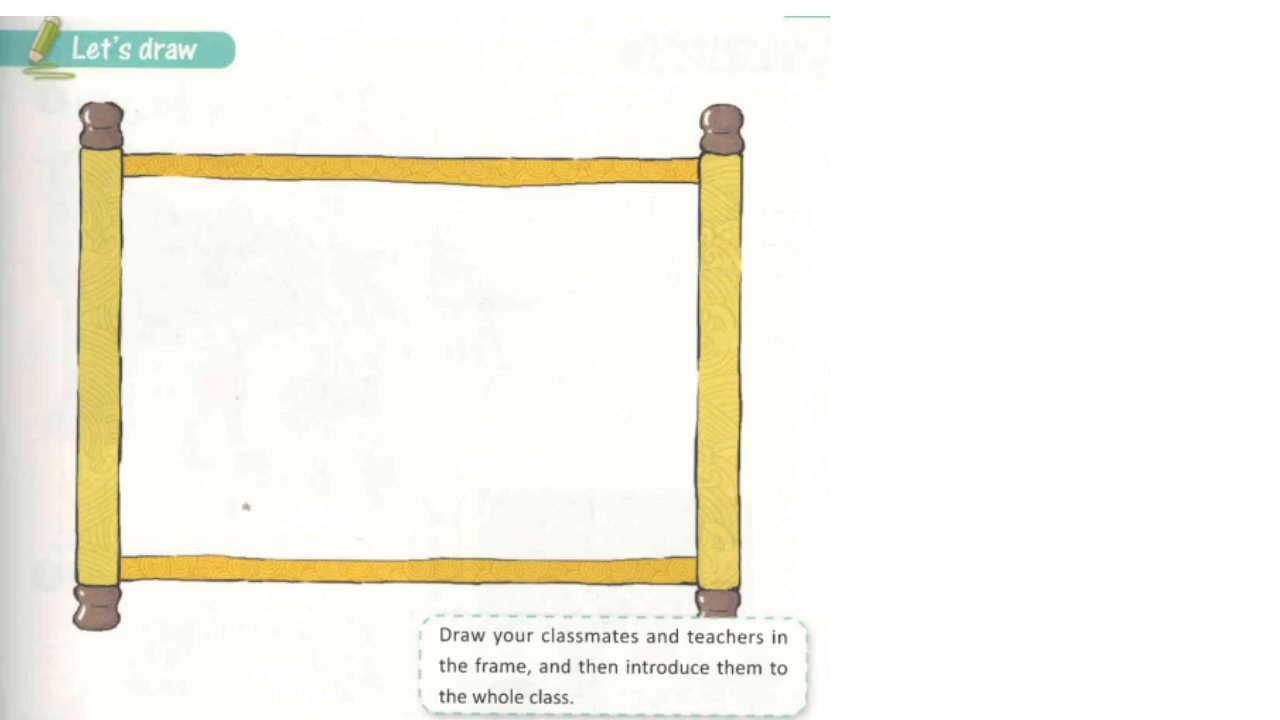 Let's draw
Draw your classmates and teachers in
the frame, and then introduce them to
the whole class.